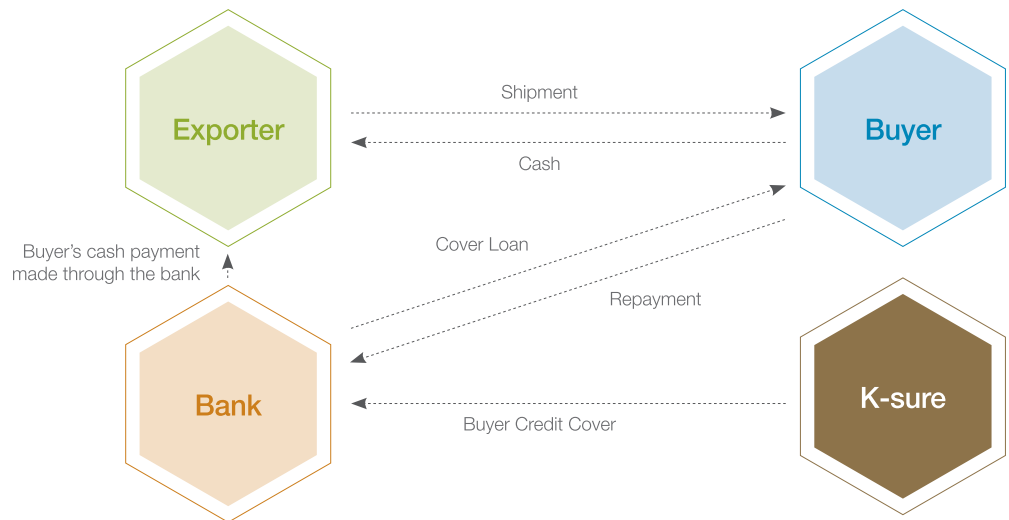 Shipment
Exporter
Buyer
Cash
Cover Loan
Buyer’s cash payment
made through the bank
Repayment
Bank
K-sure
Buyer Credit Cover